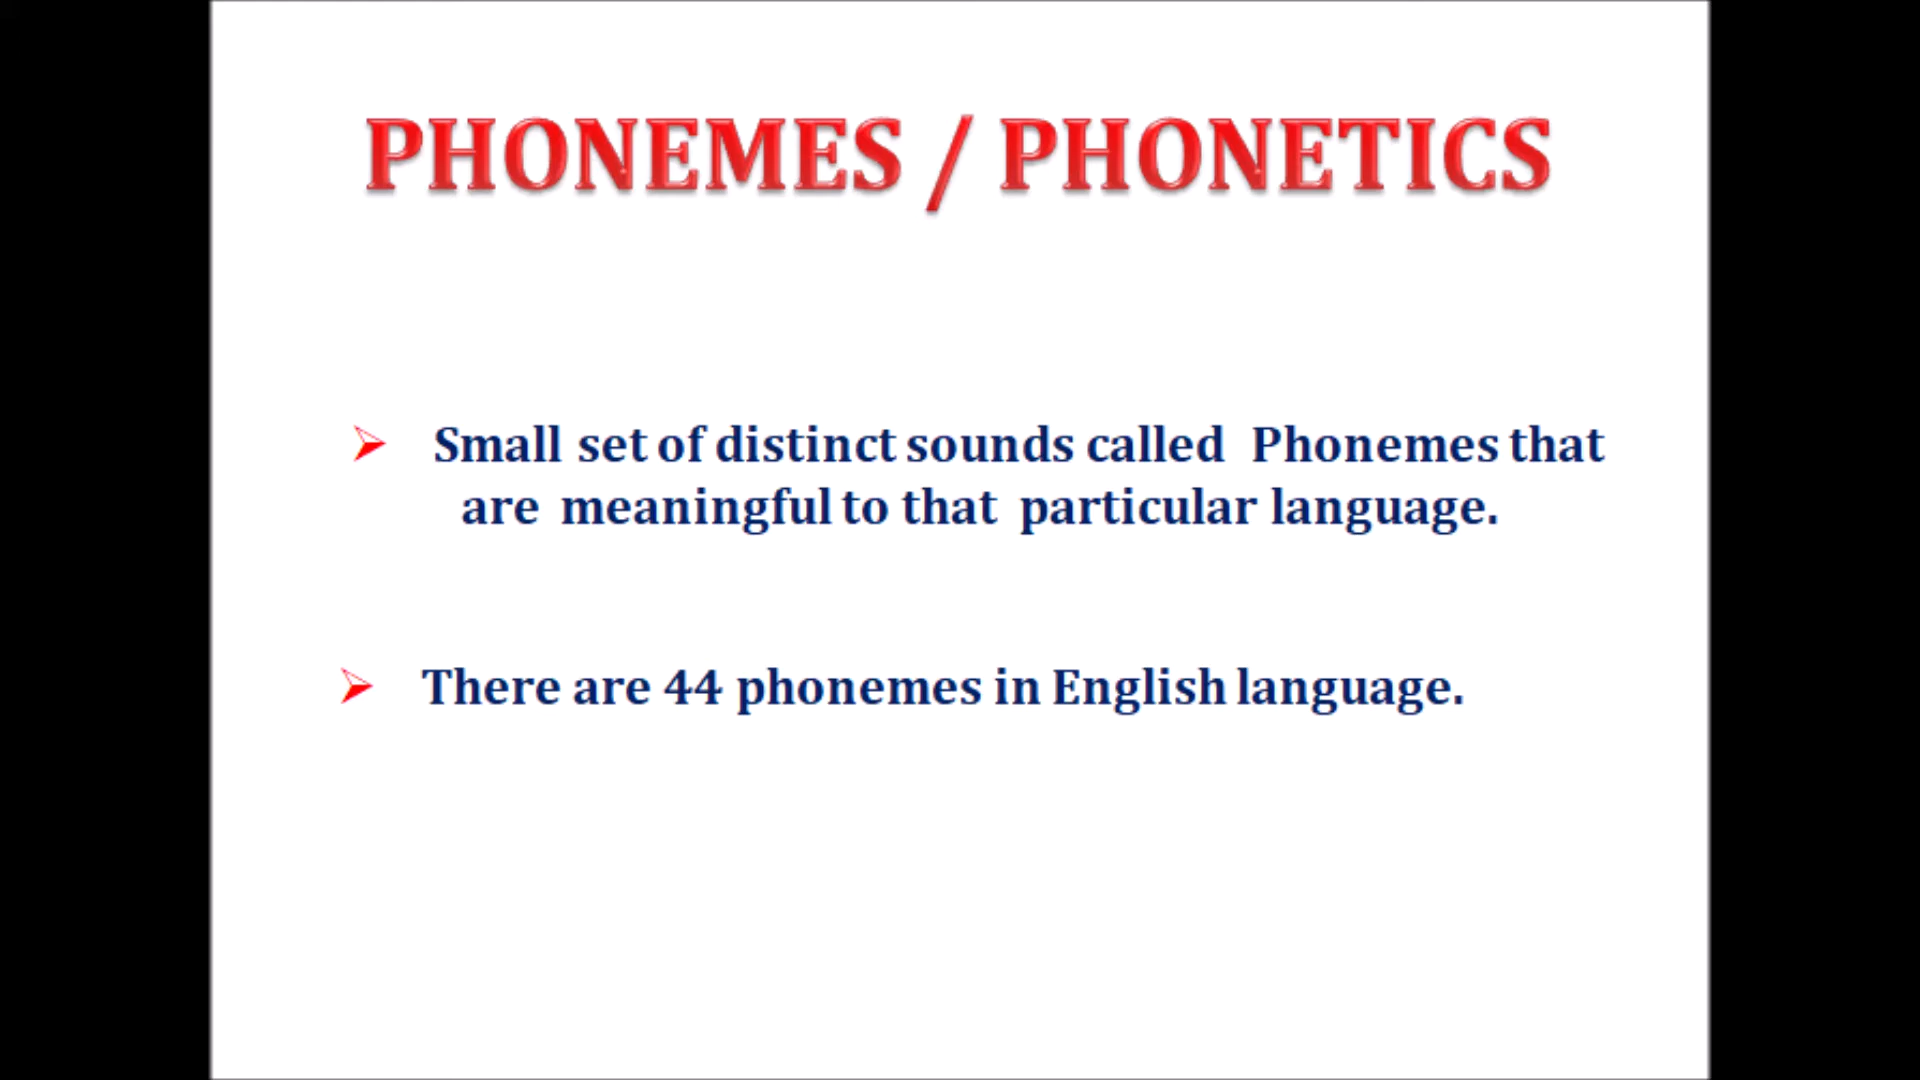 PHONEMES / PHONETICS
Small set of distinct sounds called Phonemes that
are meaningful to that particular language.
There are 44 phonemes in English language.